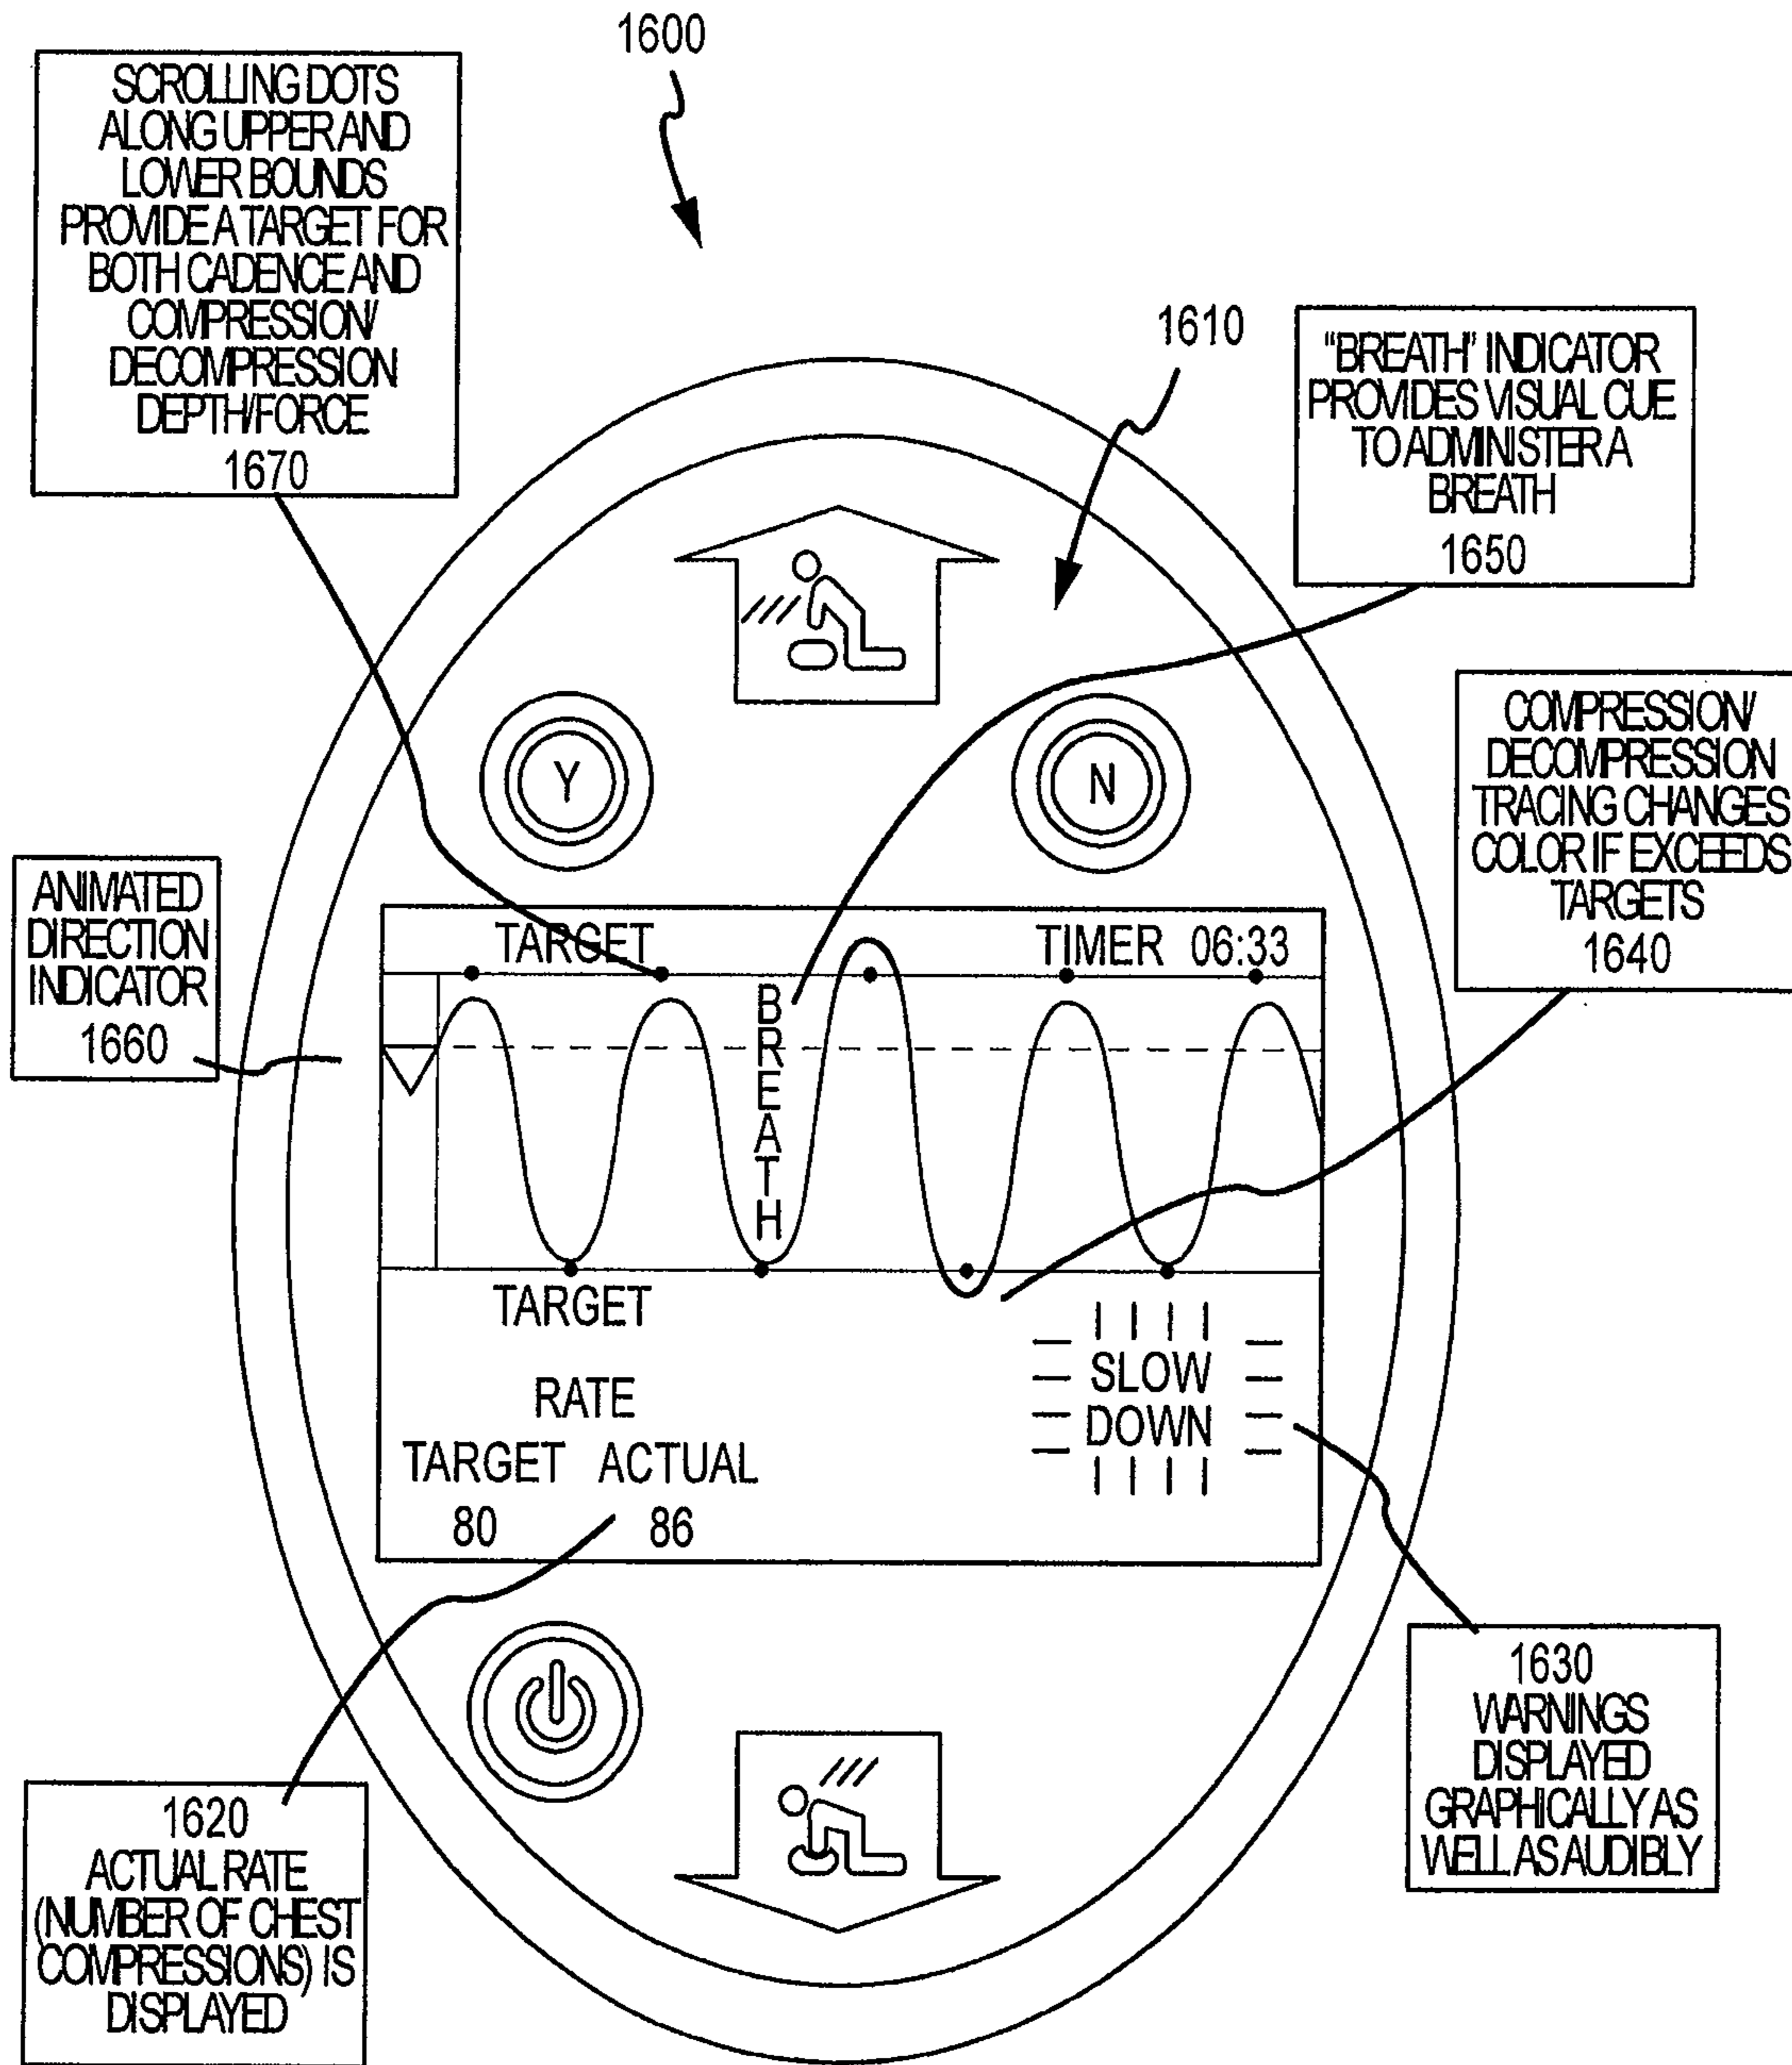 1600
SCROLLING DOTS
ALONG UPPER AND
LOWER BOUNDS
PROVIDE A TARGET FOR
BOTH CADENCE AND
COMPRESSION/
DECOMPRESSION
DEPTH/FORCE
1670
1610
"BREATH" INDICATOR
PROVIDES VISUAL CUE
TO ADMINISTER A
BREATH
1650
COMPRESSION/
DECOMPRESSION
TRACING CHANGES
COLOR IF EXCEEDS
TARGETS
1640
Y
N
ANIMATED
DIRECTION
INDICATOR
1660
TARGET
TIMER 06:33
BREATH
TARGET
SLOW
DOWN
RATE
TARGET ACTUAL
80 86
1620
ACTUAL RATE
(NUMBER OF CHEST
COMPRESSIONS) IS
DISPLAYED
1630
WARNINGS
DISPLAYED
GRAPHICALLY AS
WELL AS AUDIBLY